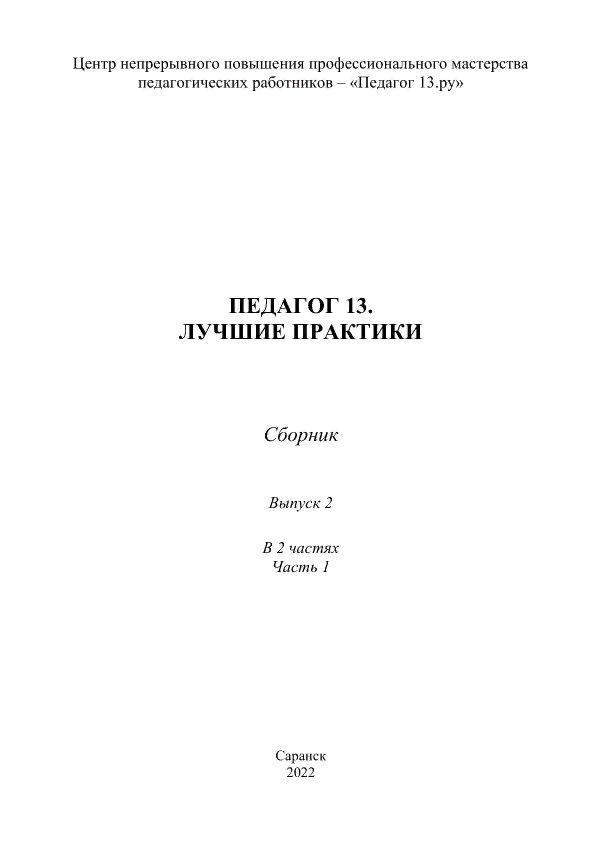 Центр непрерывного повышения профессионального мастерства
педагогических работников – «Педагог 13.ру»
ПЕДАГОГ 13.
ЛУЧШИЕ ПРАКТИКИ
Сборник
Выпуск 2
В 2 частях
Часть 1
Саранск
2022